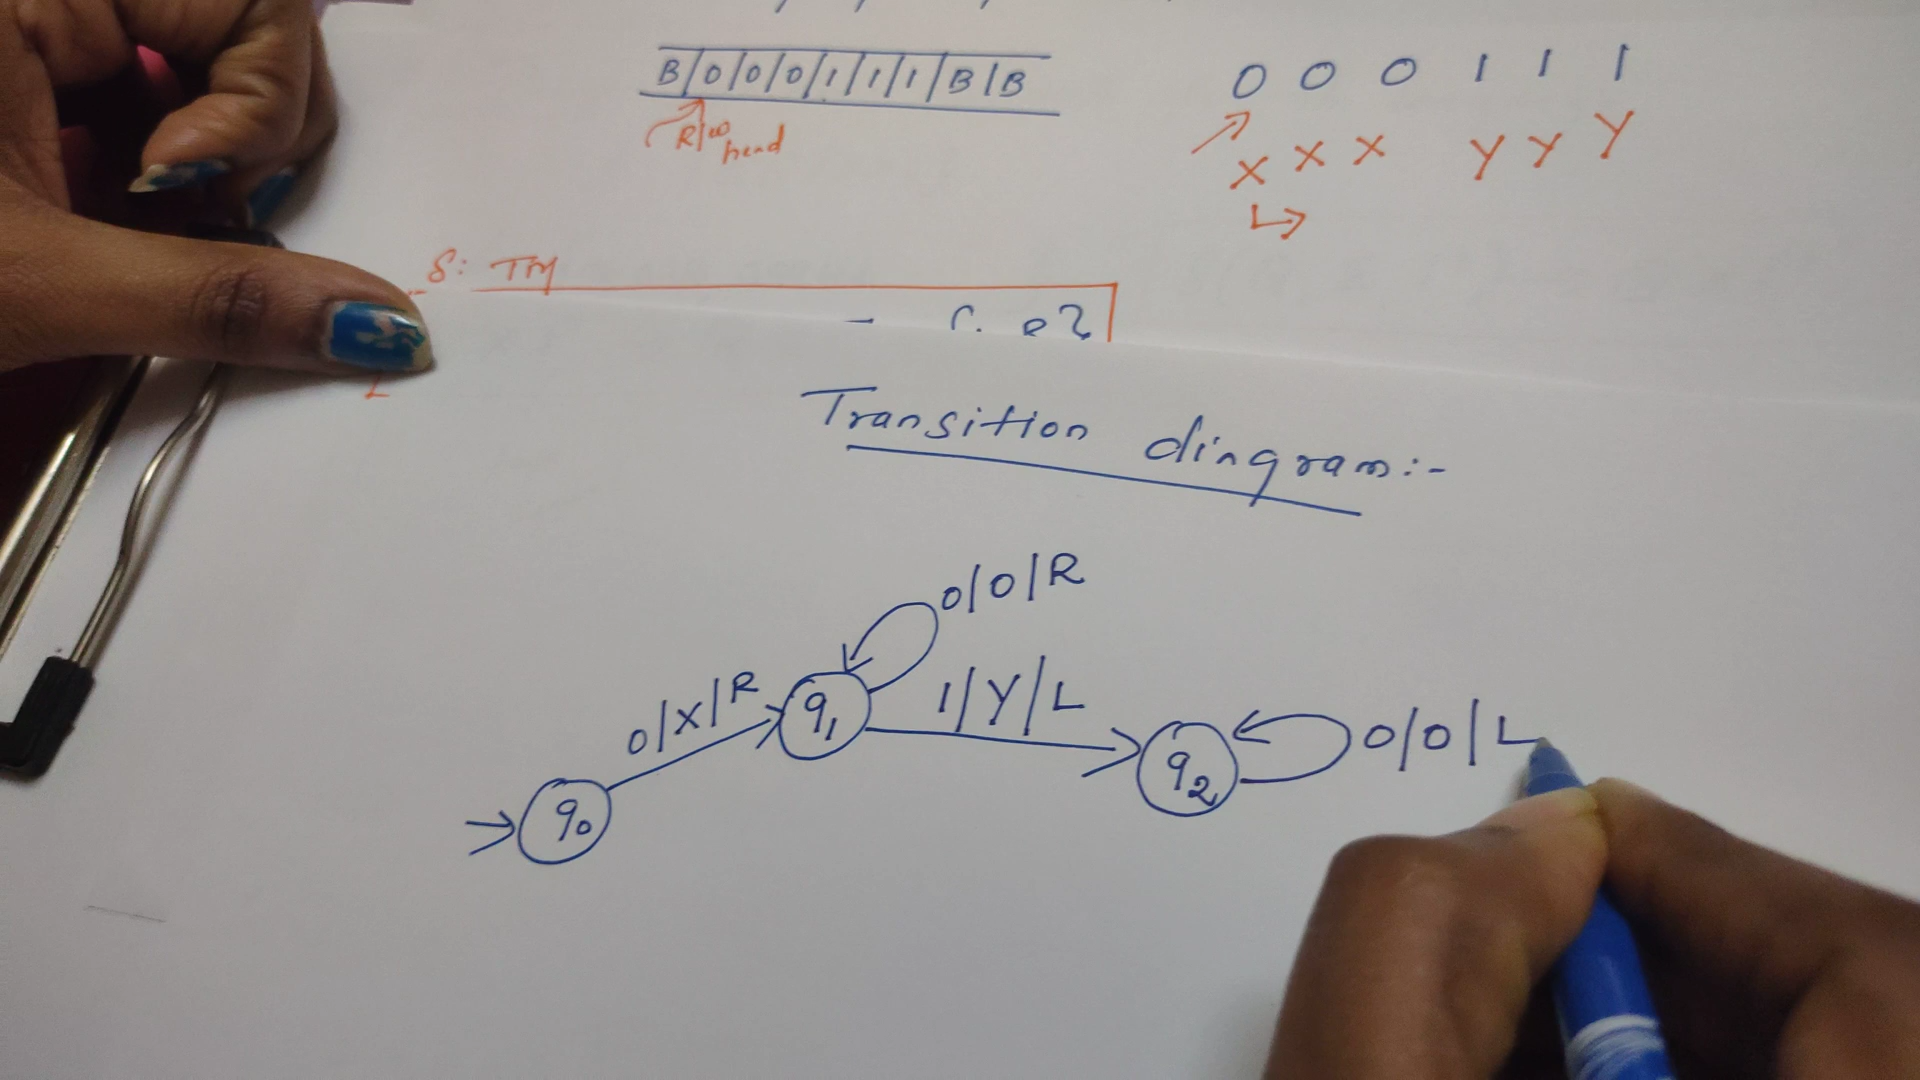 B/0/0/0/1/1/1/B/B
R/w head
0 0 0 1 1 1
X X X Y Y Y
δ: TM
L
Transition diagram:-
0/0/R
0/X/R
q1
1/Y/L
q2
0/0/L
q0